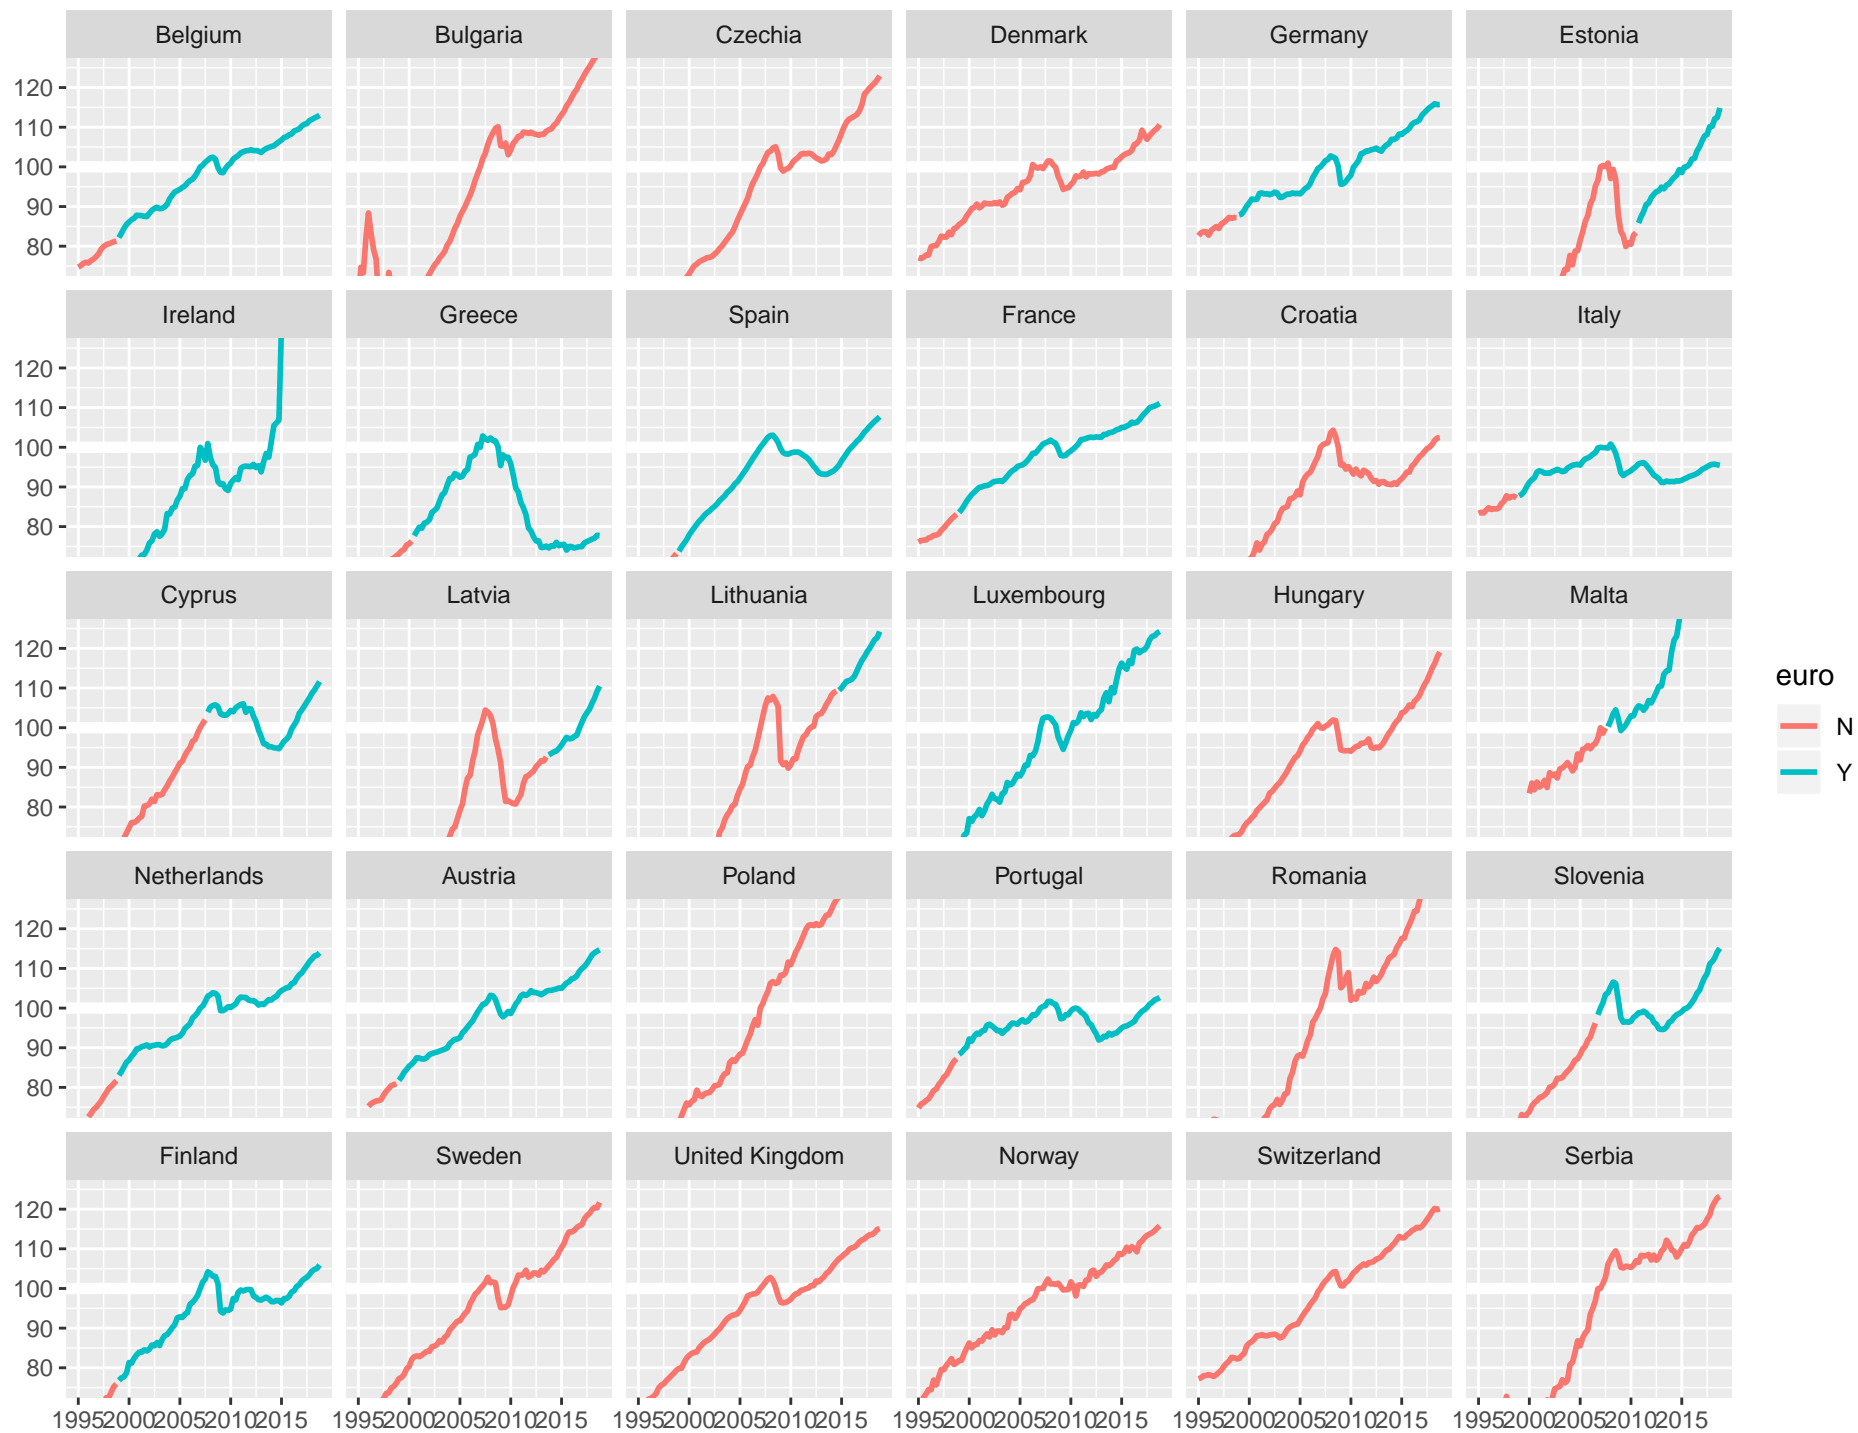 Belgium Bulgaria Czechia Denmark Germany Estonia
120
110
100
90
80
Ireland Greece Spain France Croatia Italy
120
110
100
90
80
Cyprus Latvia Lithuania Luxembourg Hungary Malta
120
110
100
90
80
euro
N
Y
Netherlands Austria Poland Portugal Romania Slovenia
120
110
100
90
80
Finland Sweden United Kingdom Norway Switzerland Serbia
120
110
100
90
80
1995 2000 2005 2010 2015 1995 2000 2005 2010 2015 1995 2000 2005 2010 2015 1995 2000 2005 2010 2015 1995 2000 2005 2010 2015 1995 2000 2005 2010 2015